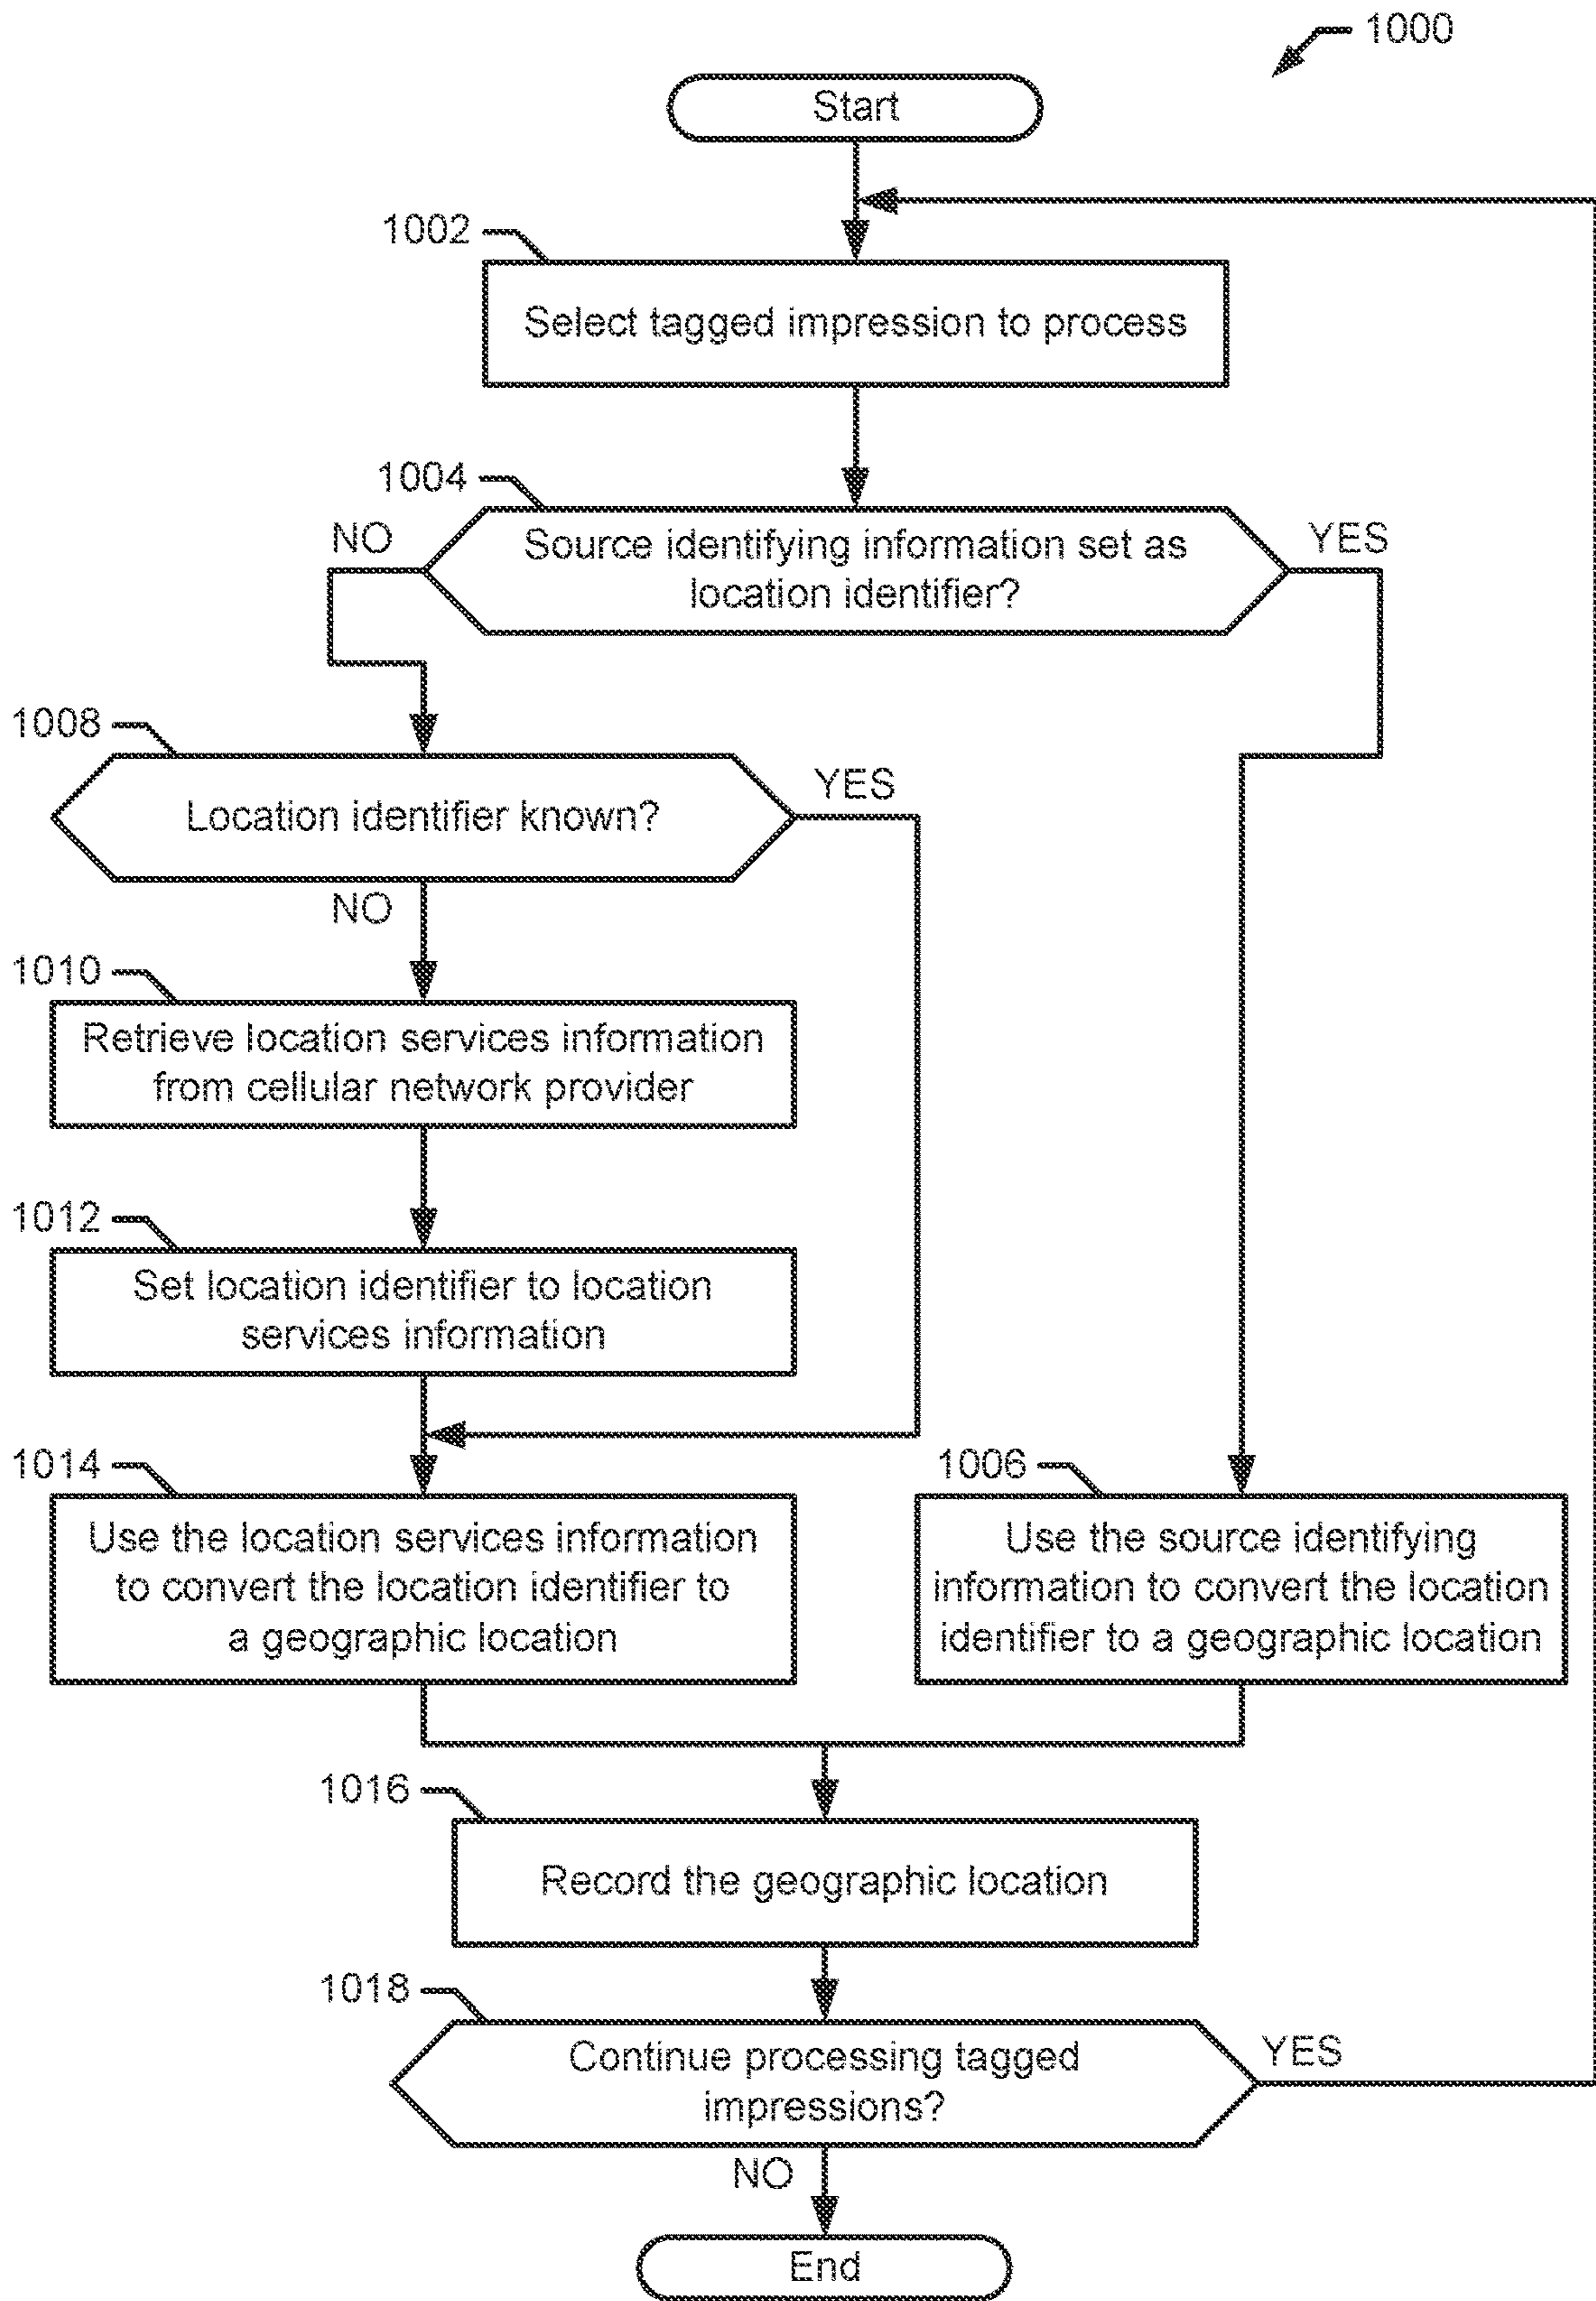 1000
Start
1002
Select tagged impression to process
1004
NO
Source identifying information set as
location identifier?
YES
1008
Location identifier known?
YES
NO
1010
Retrieve location services information
from cellular network provider
1012
Set location identifier to location
services information
1014
Use the location services information
to convert the location identifier to
a geographic location
1006
Use the source identifying
information to convert the location
identifier to a geographic location
1016
Record the geographic location
1018
Continue processing tagged
impressions?
YES
NO
End